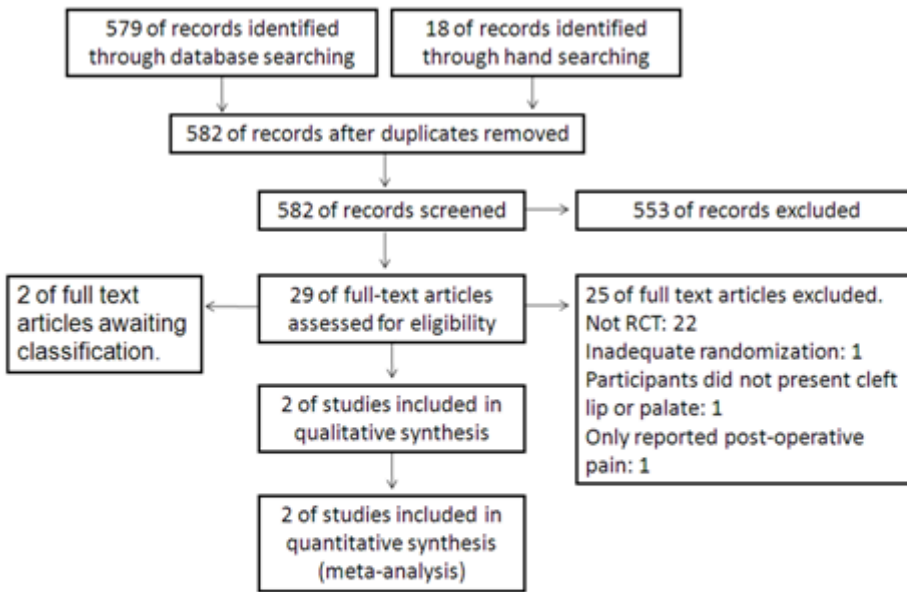 579 of records identified
through database searching
18 of records identified
through hand searching
582 of records after duplicates removed
582 of records screened
553 of records excluded
2 of full text
articles awaiting
classification.
29 of full-text articles
assessed for eligibility
25 of full text articles excluded.
Not RCT: 22
Inadequate randomization: 1
Participants did not present cleft
lip or palate: 1
Only reported post-operative
pain: 1
2 of studies included in
qualitative synthesis
2 of studies included in
quantitative synthesis
(meta-analysis)